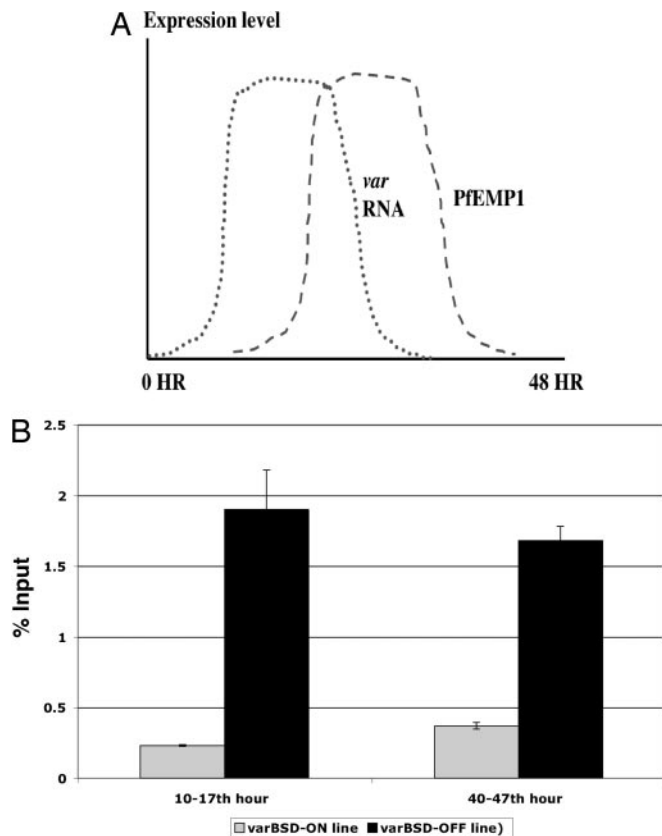 A
Expression level
var
RNA
PfEMP1
0 HR
48 HR
B
2.5
2
1.5
1
0.5
0
% Input
10-17th hour
40-47th hour
varBSD-ON line
varBSD-OFF line)